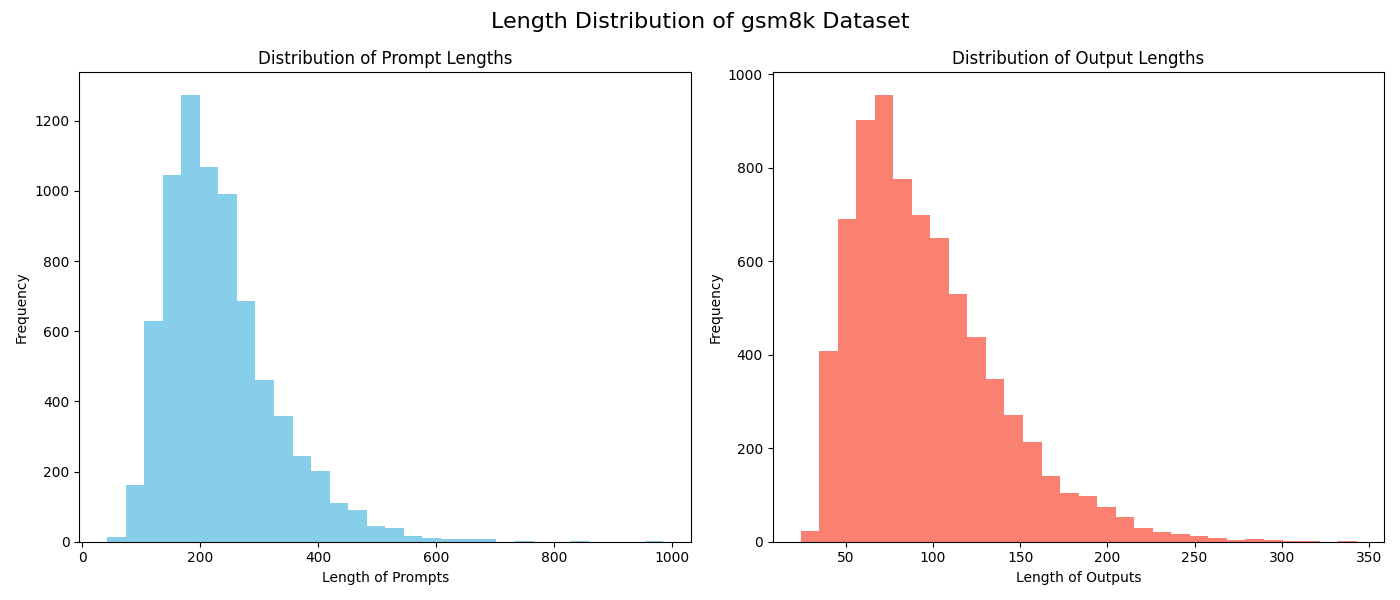 Length Distribution of gsm8k Dataset
Distribution of Prompt Lengths
1200
1000
800
600
400
200
0
Frequency
0 200 400 600 800 1000
Length of Prompts
Distribution of Output Lengths
1000
800
600
400
200
0
Frequency
50 100 150 200 250 300 350
Length of Outputs